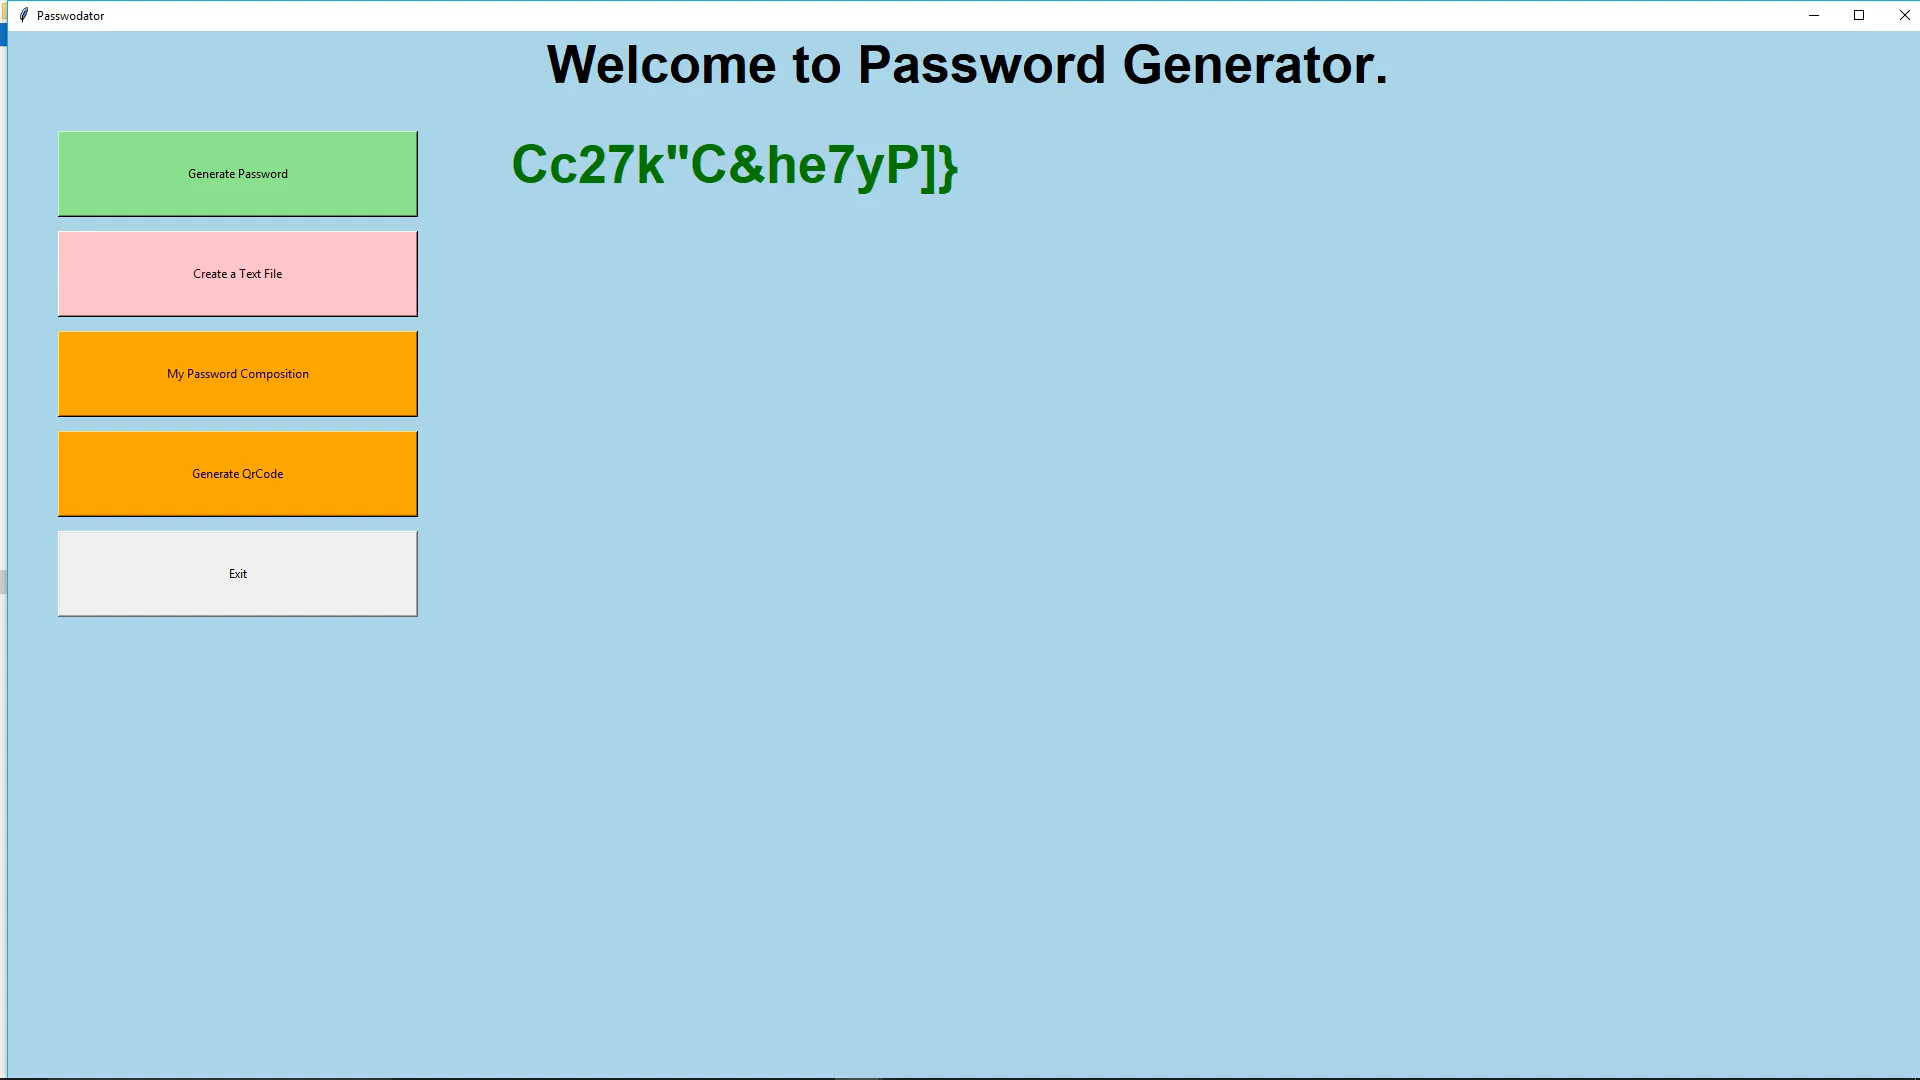 Passwodator
Welcome to Password Generator.
Generate Password
Cc27k"C&he7yP]}
Create a Text File
My Password Composition
Generate QrCode
Exit